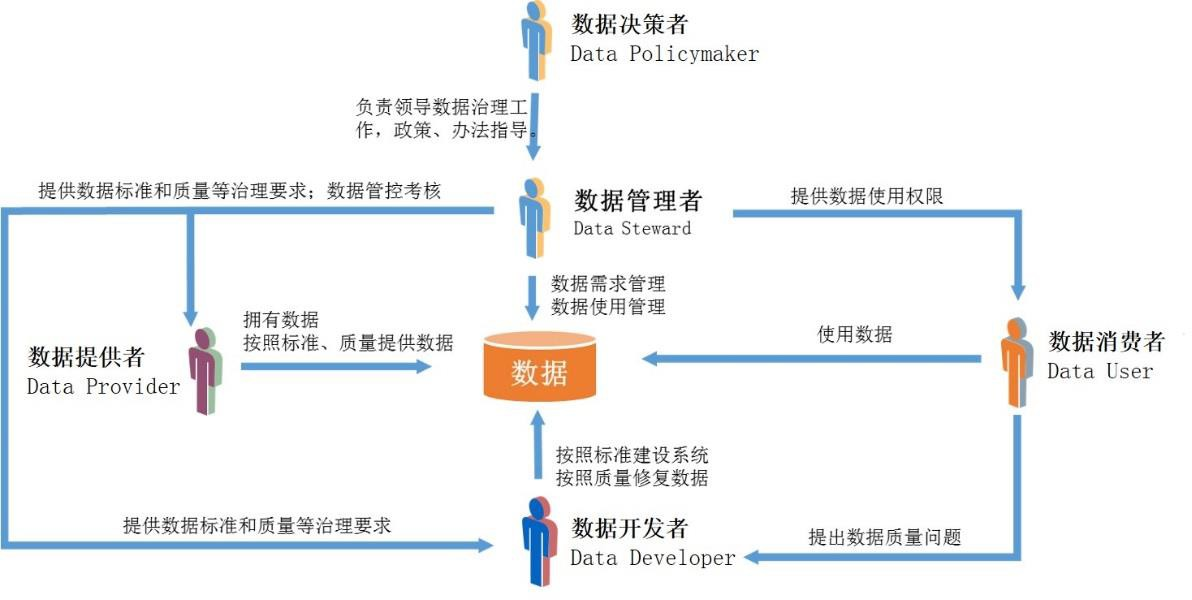 数据决策者
Data Policymaker
负责领导数据治理工
作，政策、办法指导。
提供数据标准和质量等治理要求；数据管控考核
数据管理者
Data Steward
提供数据使用权限
数据需求管理
数据使用管理
拥有数据
按照标准、质量提供数据
数据提供者
Data Provider
数据
使用数据
数据消费者
Data User
按照标准建设系统
按照质量修复数据
提供数据标准和质量等治理要求
数据开发者
Data Developer
提出数据质量问题